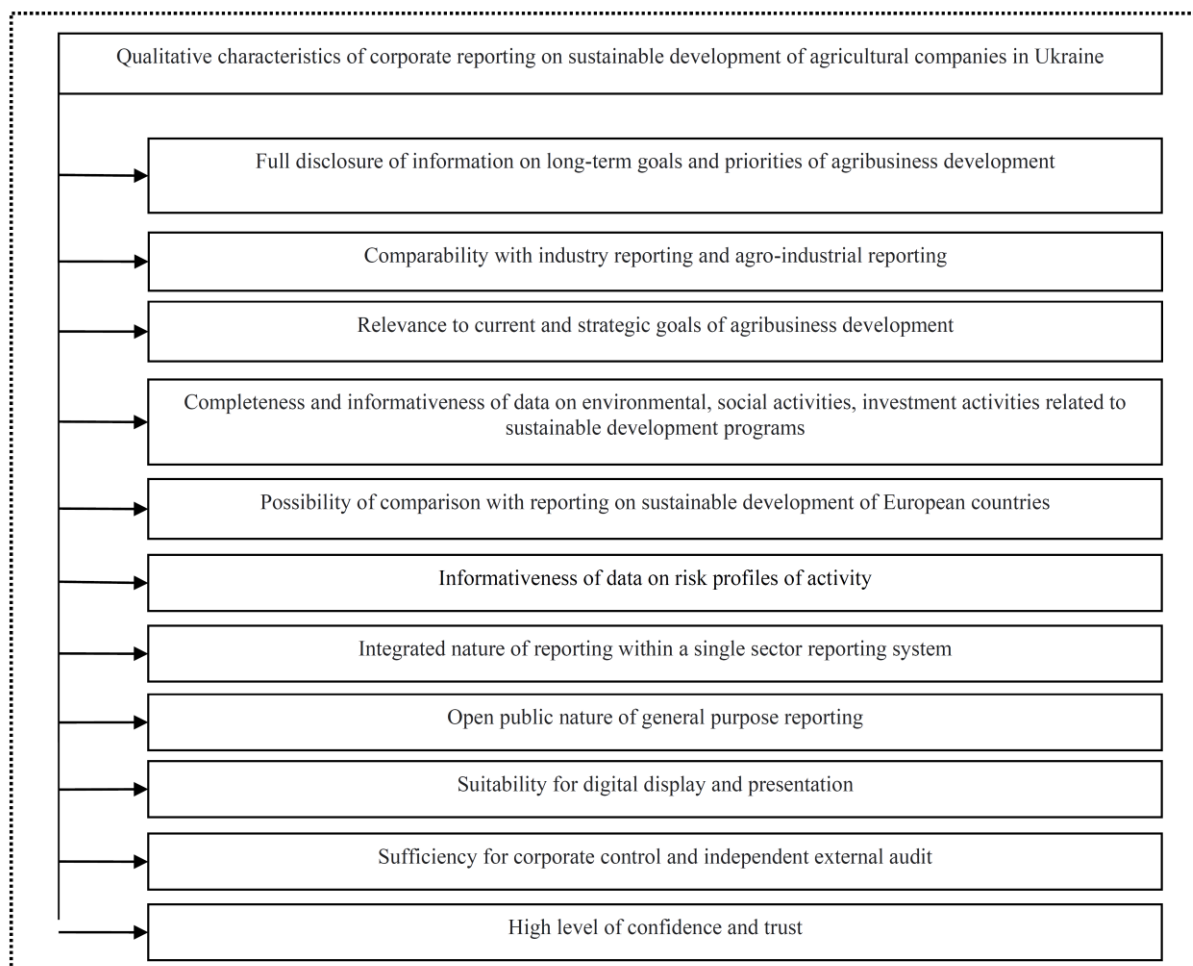 Qualitative characteristics of corporate reporting on sustainable development of agricultural companies in Ukraine
Full disclosure of information on long-term goals and priorities of agribusiness development
Comparability with industry reporting and agro-industrial reporting
Relevance to current and strategic goals of agribusiness development
Completeness and informativeness of data on environmental, social activities, investment activities related to
sustainable development programs
Possibility of comparison with reporting on sustainable development of European countries
Informativeness of data on risk profiles of activity
Integrated nature of reporting within a single sector reporting system
Open public nature of general purpose reporting
Suitability for digital display and presentation
Sufficiency for corporate control and independent external audit
High level of confidence and trust